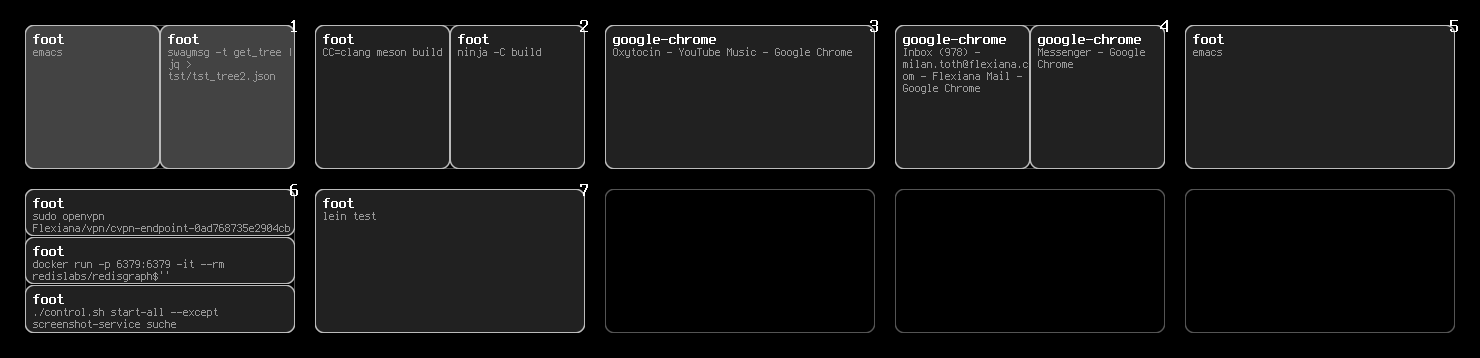 1
foot
emacs
foot
swaymsg -t get_tree |
jq >
tst/tst_tree2.json
2
foot
CC=clang meson build
foot
ninja -C build
3
google-chrome
Oxytocin - YouTube Music - Google Chrome
4
google-chrome
Inbox (978) -
milan.toth@flexiana.c
om - Flexiana Mail -
Google Chrome
google-chrome
Messenger - Google
Chrome
5
foot
emacs
6
foot
sudo openvpn
Flexiana/vpn/cvpn-endpoint-0ad768735e2904cb
foot
docker run -p 6379:6379 -it --rm
redislabs/redisgraph$''
foot
./control.sh start-all --except
screenshot-service suche
7
foot
lein test